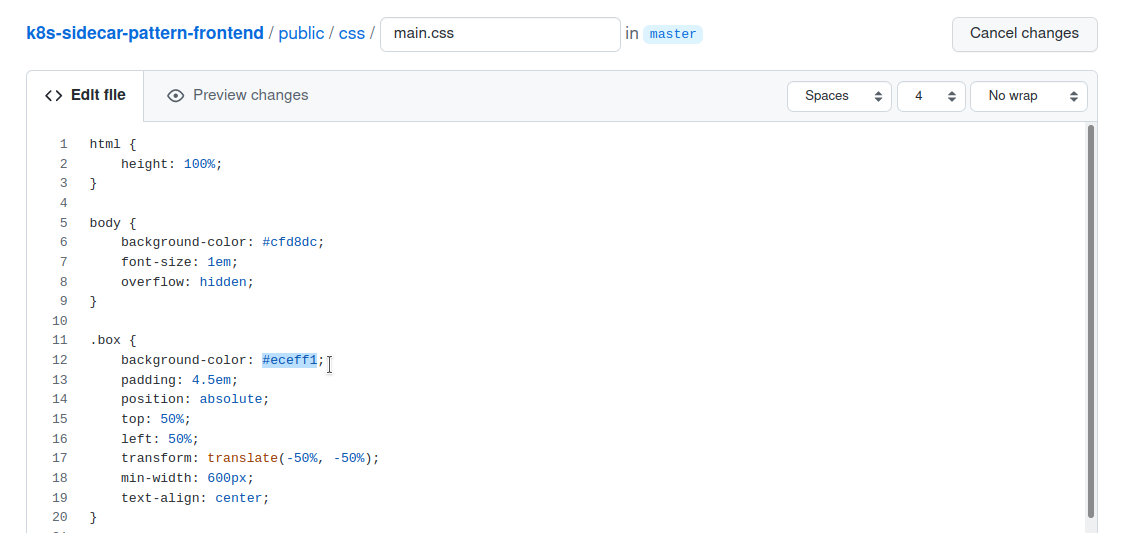 k8s-sidecar-pattern-frontend / public / css / main.css in master Cancel changes
Edit file Preview changes Spaces 4 No wrap
1 html {
2 height: 100%;
3 }
4
5 body {
6 background-color: #cfd8dc;
7 font-size: 1em;
8 overflow: hidden;
9 }
10
11 .box {
12 background-color: #eceff1;
13 padding: 4.5em;
14 position: absolute;
15 top: 50%;
16 left: 50%;
17 transform: translate(-50%, -50%);
18 min-width: 600px;
19 text-align: center;
20 }